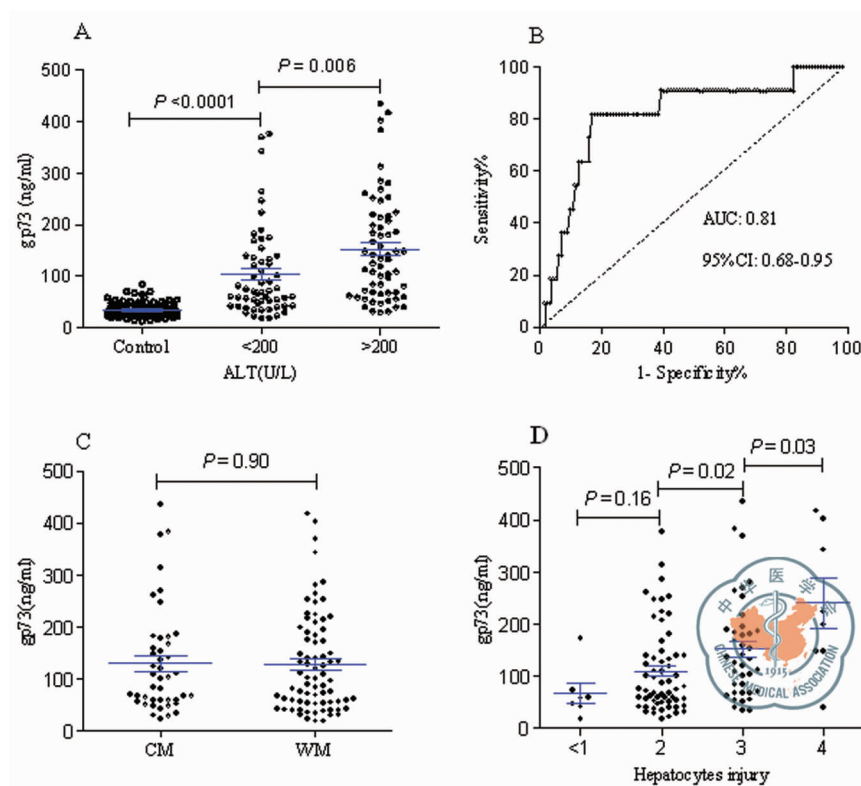 A
P = 0.006
P <0.0001
500
400
300
200
100
0
gp73 (ng/ml)
Control
<200
>200
ALT(U/L)
B
100
80
60
40
20
0
Sensitivity%
AUC: 0.81
95%CI: 0.68-0.95
0
20
40
60
80
100
1- Specificity%
C
P = 0.90
500
400
300
200
100
0
gp73(ng/ml)
CM
WM
D
P = 0.03
P = 0.02
P = 0.16
500
400
300
200
100
0
gp73(ng/ml)
<1
2
3
4
Hepatocytes injury
中华医学会
1915
CHINESE MEDICAL ASSOCIATION